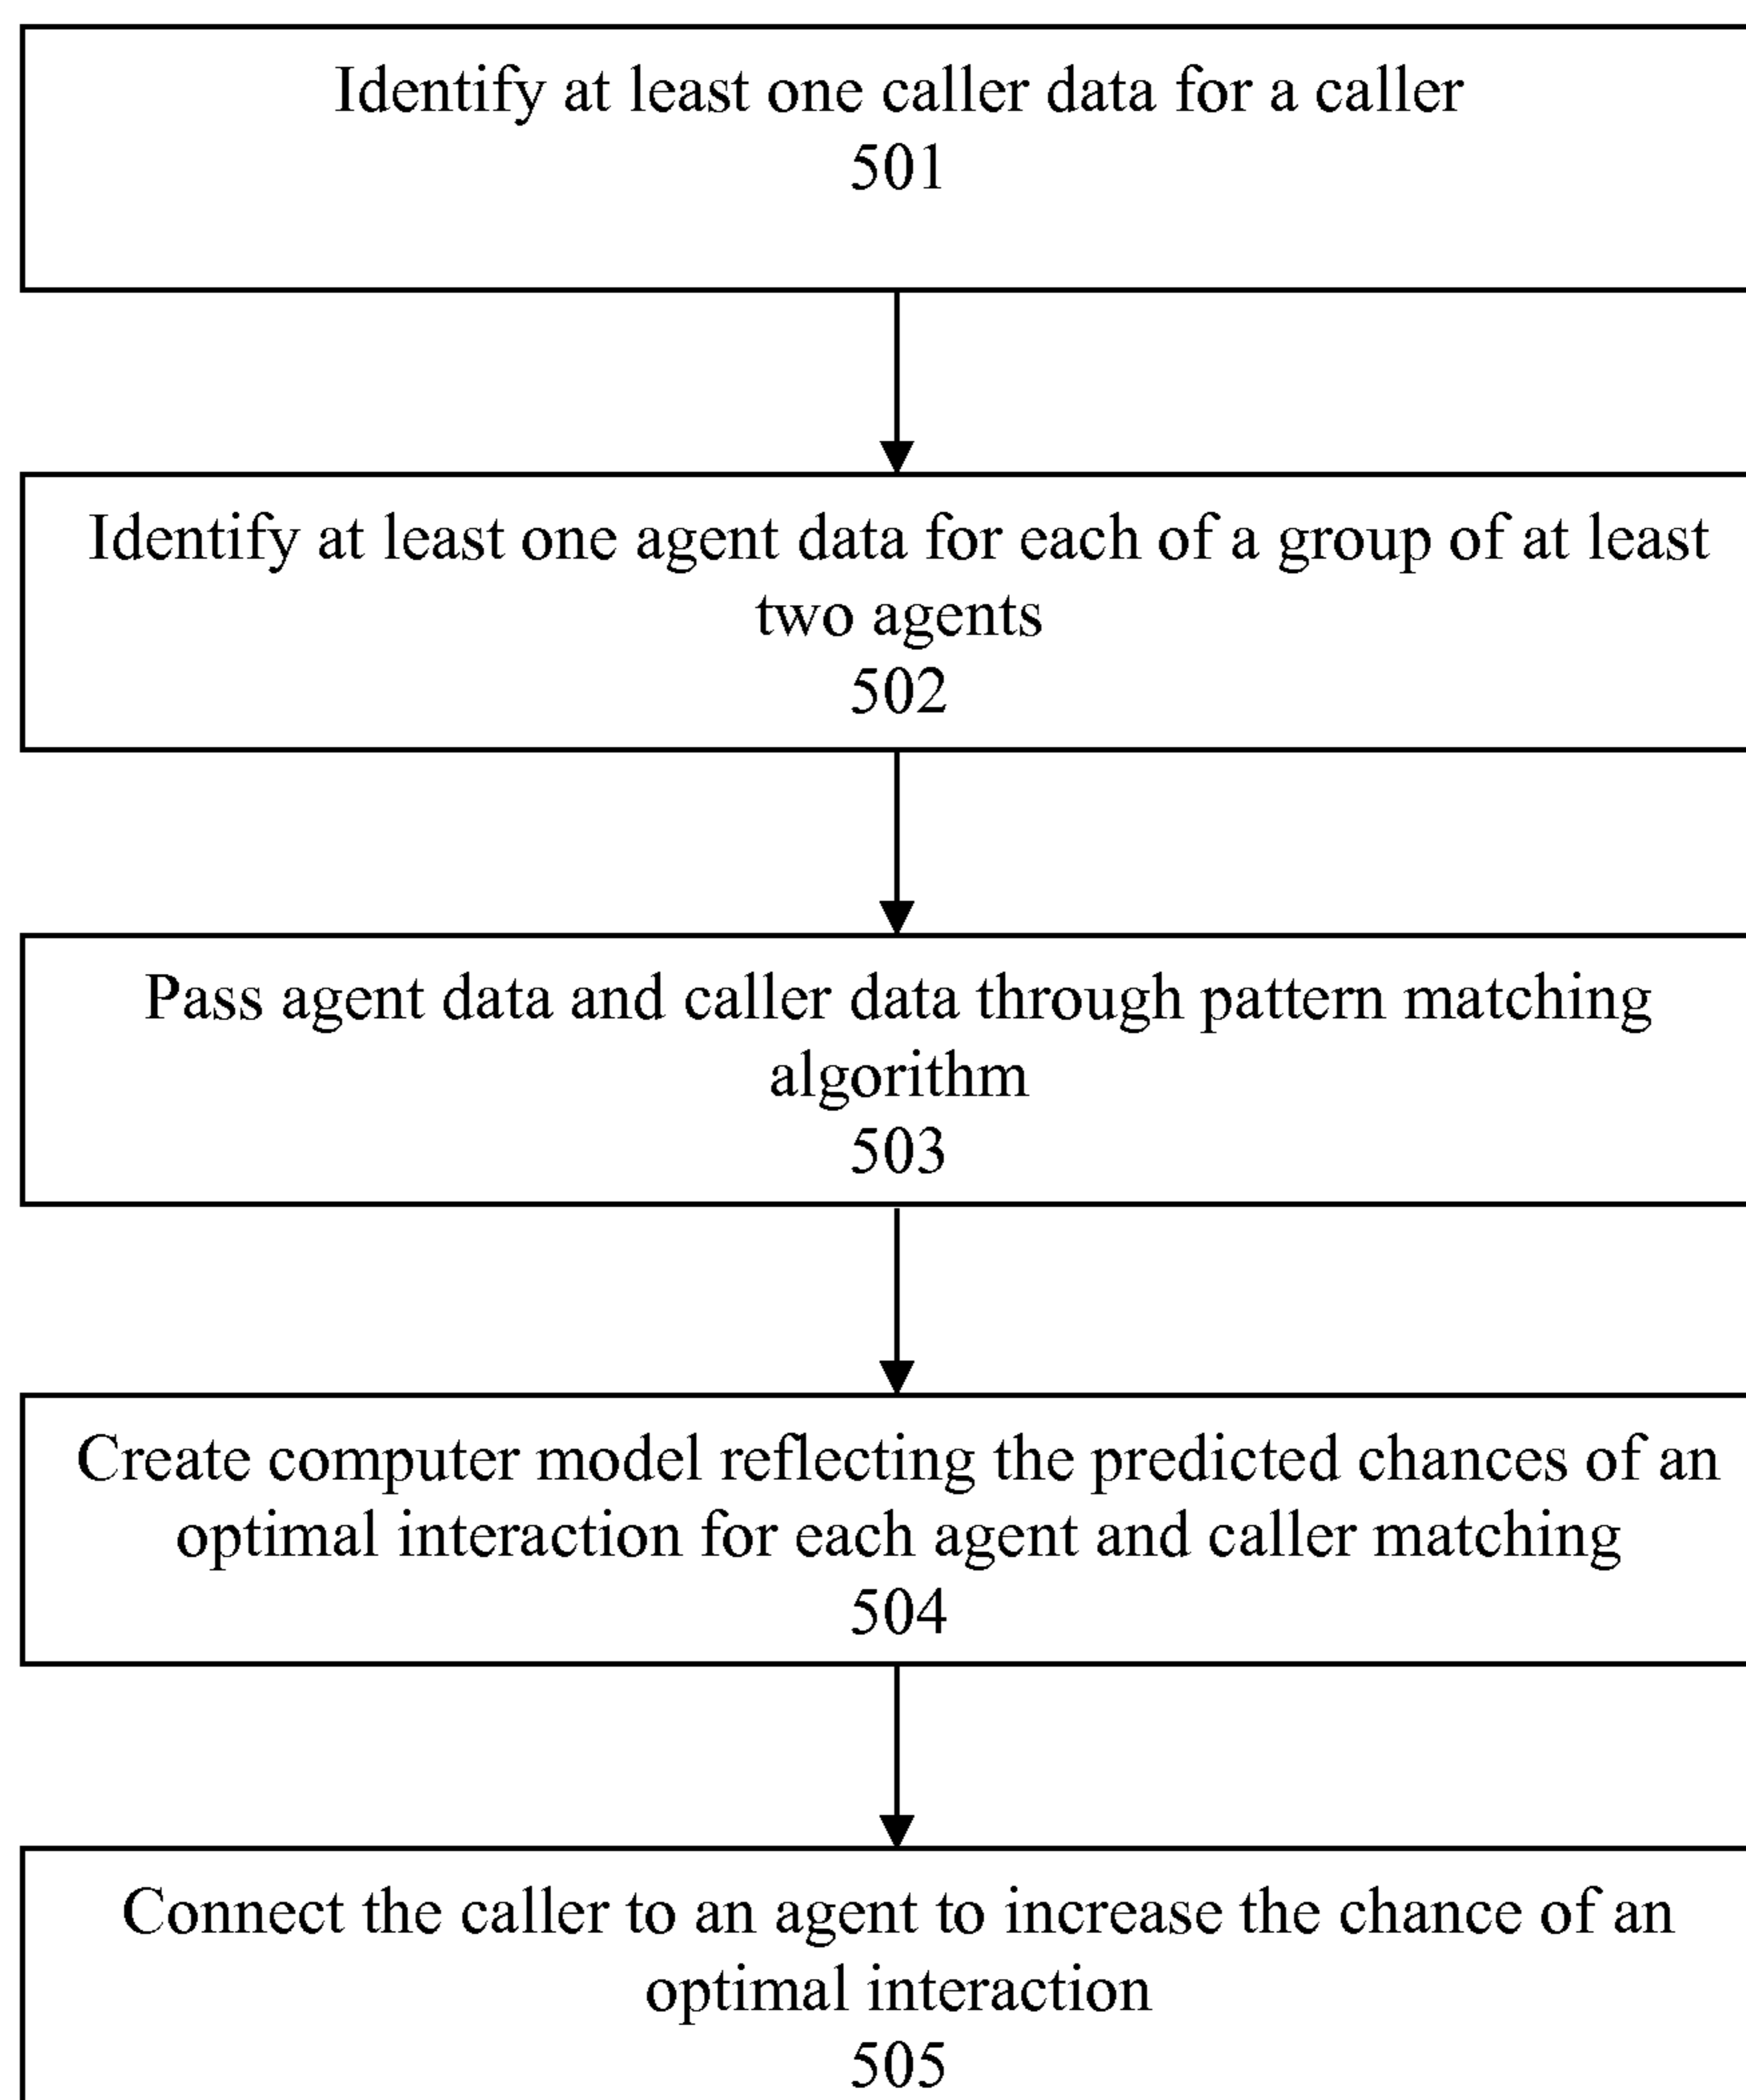 Identify at least one caller data for a caller
501
Identify at least one agent data for each of a group of at least
two agents
502
Pass agent data and caller data through pattern matching
algorithm
503
Create computer model reflecting the predicted chances of an
optimal interaction for each agent and caller matching
504
Connect the caller to an agent to increase the chance of an
optimal interaction
505